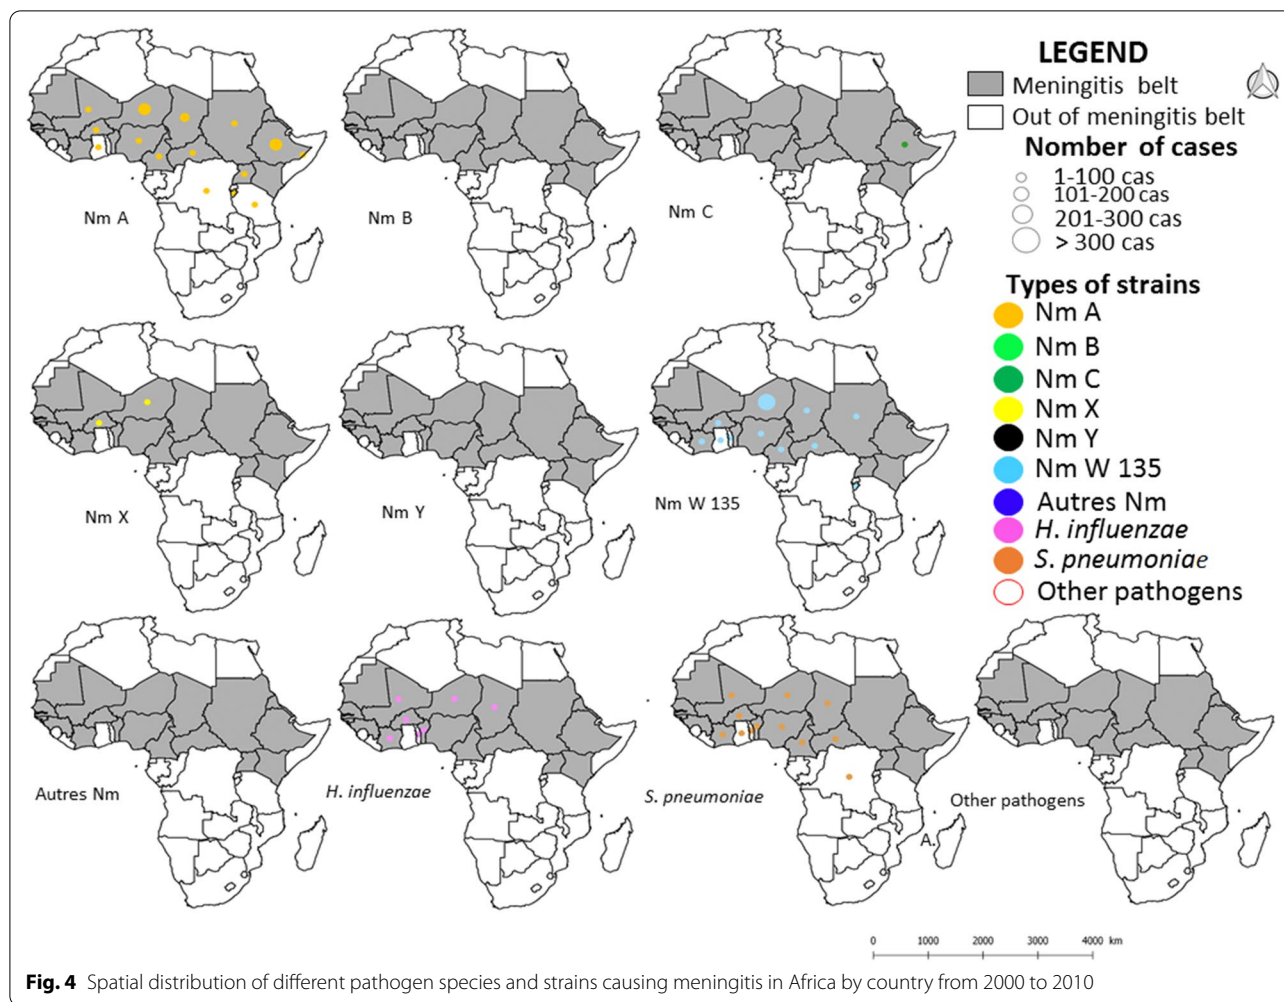 LEGEND
Meningitis belt
Out of meningitis belt
Nomber of cases
1-100 cas
101-200 cas
201-300 cas
> 300 cas
Types of strains
Nm A
Nm B
Nm C
Nm X
Nm Y
Nm W 135
Autres Nm
H. influenzae
S. pneumoniae
Other pathogens
Nm A
Nm B
Nm C
Nm X
Nm Y
Nm W 135
Autres Nm
H. influenzae
S. pneumoniae
Other pathogens
A.
0 1000 2000 3000 4000 km
Fig. 4 Spatial distribution of different pathogen species and strains causing meningitis in Africa by country from 2000 to 2010